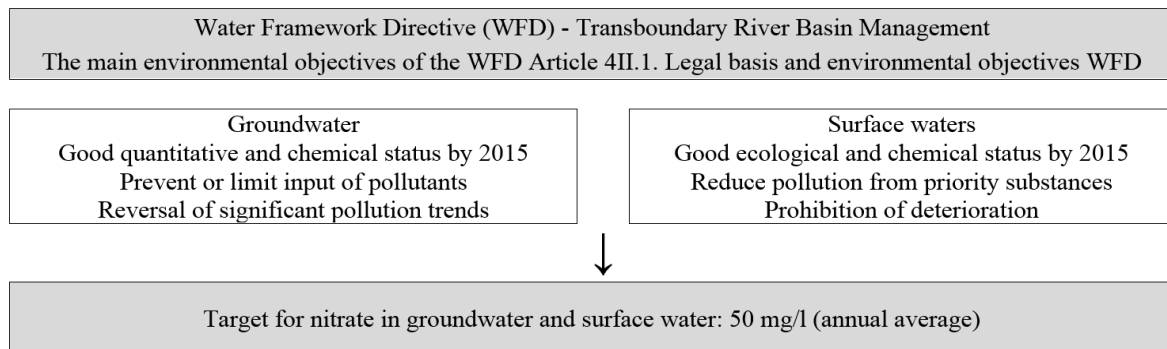 Water Framework Directive (WFD) - Transboundary River Basin Management
The main environmental objectives of the WFD Article 4II.1. Legal basis and environmental objectives WFD
Groundwater
Good quantitative and chemical status by 2015
Prevent or limit input of pollutants
Reversal of significant pollution trends
Surface waters
Good ecological and chemical status by 2015
Reduce pollution from priority substances
Prohibition of deterioration
Target for nitrate in groundwater and surface water: 50 mg/l (annual average)